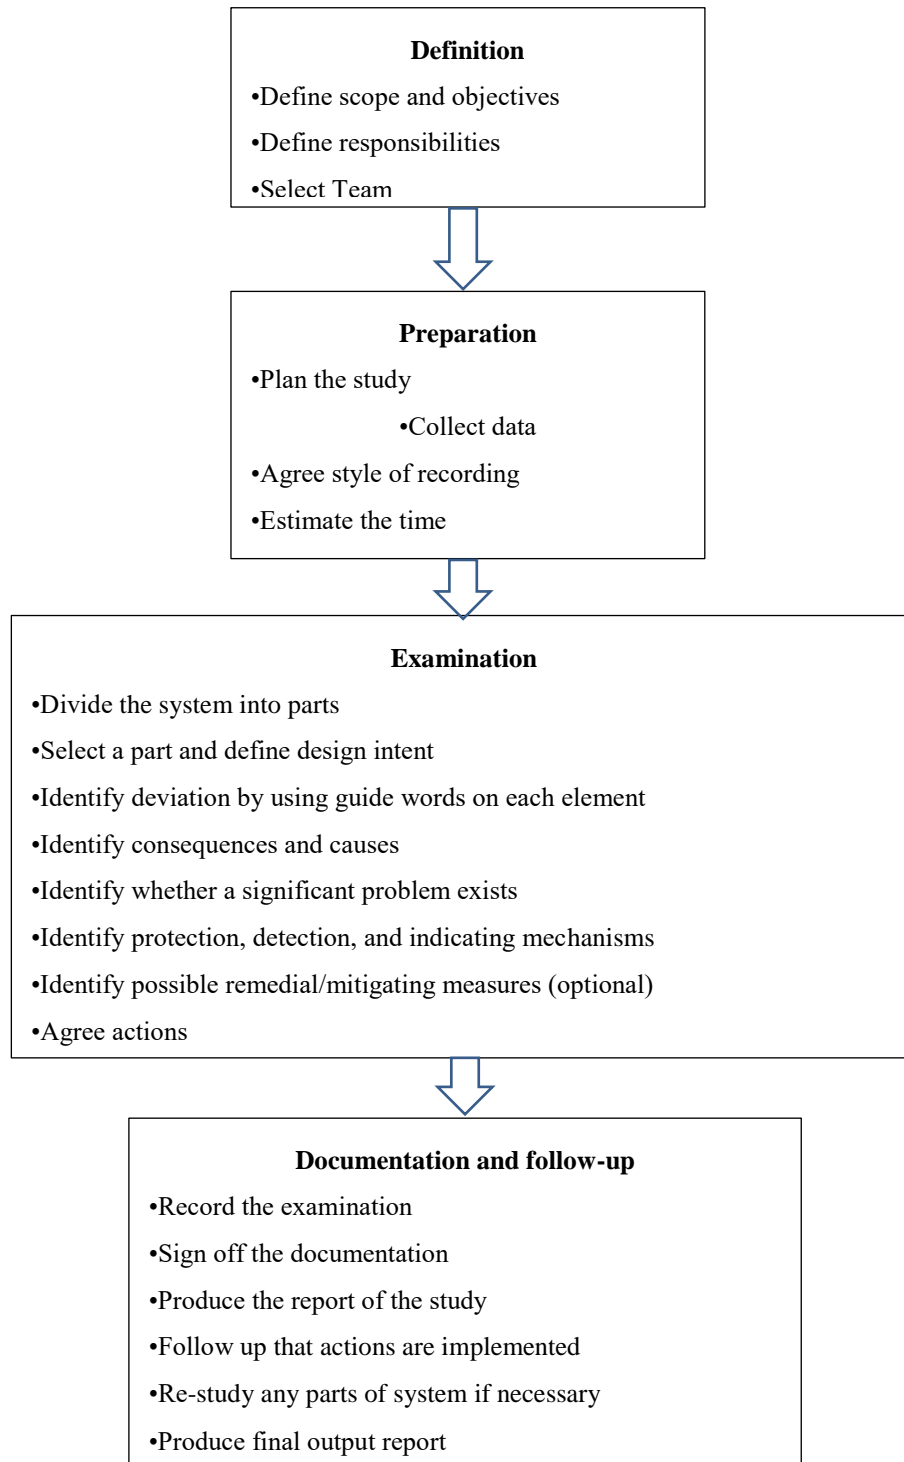 Definition
•Define scope and objectives
•Define responsibilities
•Select Team
Preparation
•Plan the study
•Collect data
•Agree style of recording
•Estimate the time
Examination
•Divide the system into parts
•Select a part and define design intent
•Identify deviation by using guide words on each element
•Identify consequences and causes
•Identify whether a significant problem exists
•Identify protection, detection, and indicating mechanisms
•Identify possible remedial/mitigating measures (optional)
•Agree actions
Documentation and follow-up
•Record the examination
•Sign off the documentation
•Produce the report of the study
•Follow up that actions are implemented
•Re-study any parts of system if necessary
•Produce final output report